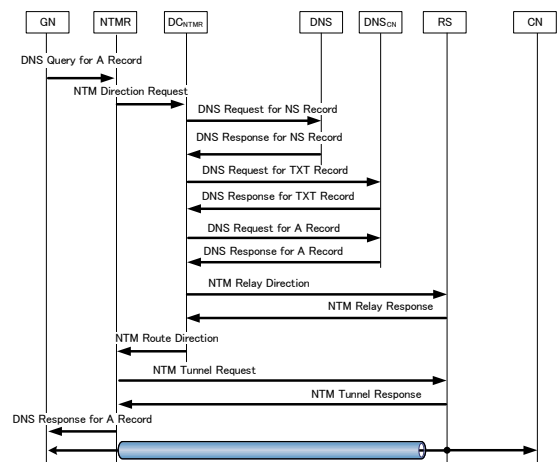 GN NTMR DCNTMR DNS DNSCN RS CN
DNS Query for A Record
NTM Direction Request
DNS Request for NS Record
DNS Response for NS Record
DNS Request for TXT Record
DNS Response for TXT Record
DNS Request for A Record
DNS Response for A Record
NTM Relay Direction
NTM Relay Response
NTM Route Direction
NTM Tunnel Request
NTM Tunnel Response
DNS Response for A Record